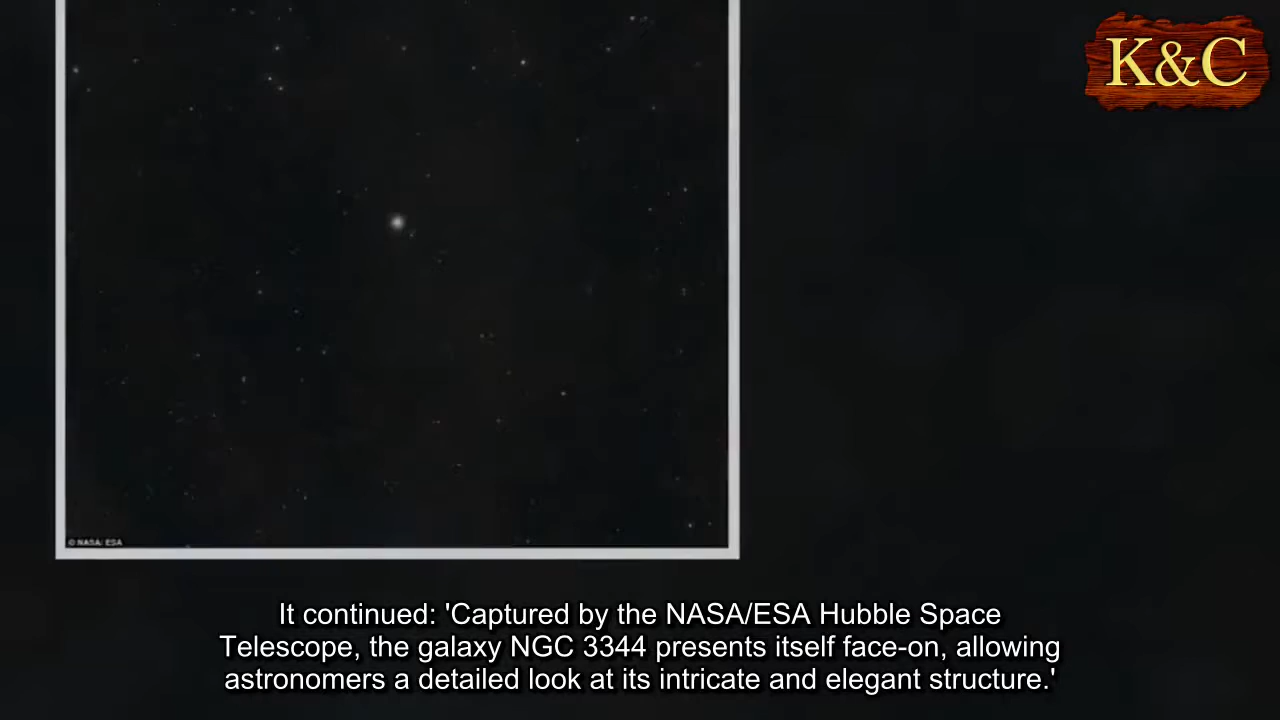 K&C
© NASA/ ESA
It continued: 'Captured by the NASA/ESA Hubble Space
Telescope, the galaxy NGC 3344 presents itself face-on, allowing
astronomers a detailed look at its intricate and elegant structure.'